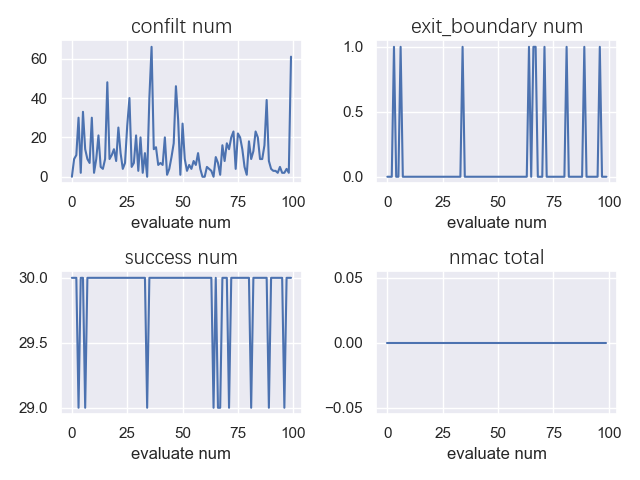 confilt num
60
40
20
0
0 25 50 75 100
evaluate num
exit_boundary num
1.0
0.5
0.0
0 25 50 75 100
evaluate num
success num
30.0
29.5
29.0
0 25 50 75 100
evaluate num
nmac total
0.05
0.00
−0.05
0 25 50 75 100
evaluate num